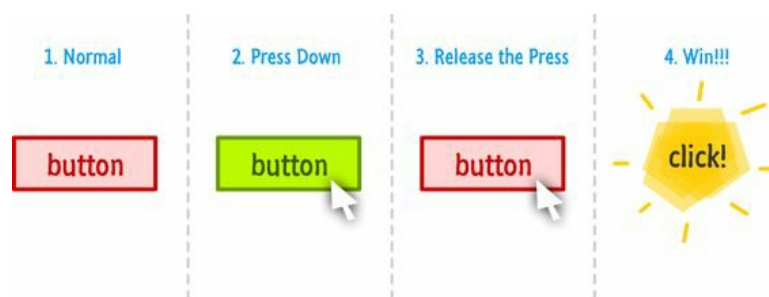 1. Normal
2. Press Down
3. Release the Press
4. Win!!!
button
button
button
click!